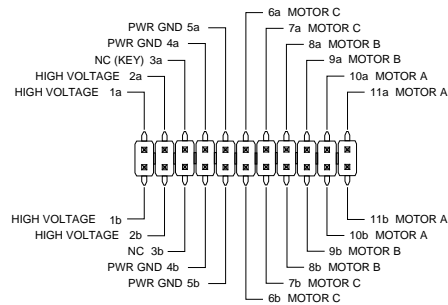 6a MOTOR C
PWR GND 5a
7a MOTOR C
PWR GND 4a
8a MOTOR B
NC (KEY) 3a
9a MOTOR B
HIGH VOLTAGE 2a
10a MOTOR A
HIGH VOLTAGE 1a
11a MOTOR A
HIGH VOLTAGE 1b
11b MOTOR A
HIGH VOLTAGE 2b
10b MOTOR A
NC 3b
9b MOTOR B
PWR GND 4b
8b MOTOR B
PWR GND 5b
7b MOTOR C
6b MOTOR C